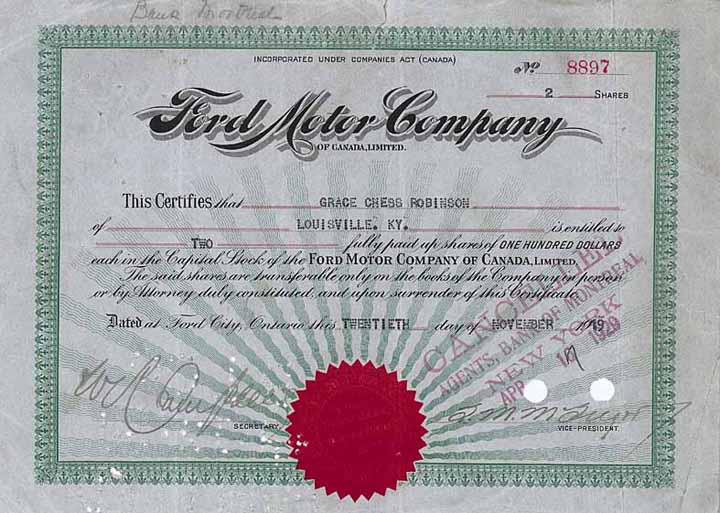 Bank Montreal
INCORPORATED UNDER COMPANIES ACT (CANADA)
No 8897
2 SHARES
Ford Motor Company
OF CANADA, LIMITED.
This Certifies that GRACE CHESS ROBINSON
of LOUISVILLE. KY. is entitled to
TWO fully paid up shares of ONE HUNDRED DOLLARS
each in the Capital Stock of the FORD MOTOR COMPANY OF CANADA, LIMITED.
The said shares are transferable only on the books of the Company in person
or by Attorney duly constituted, and upon surrender of this Certificate.
Dated at Ford City, Ontario this TWENTIETH day of NOVEMBER 1919
CANCELLED
AGENTS, BANK OF MONTREAL
NEW YORK
APR 17 1929
SECRETARY.
VICE-PRESIDENT.